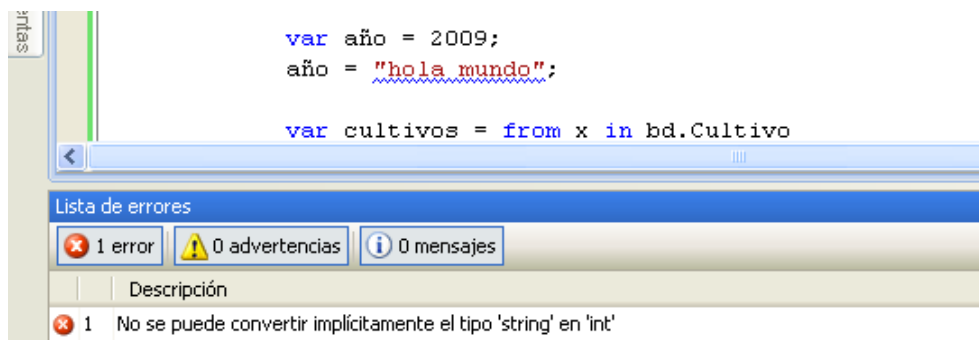 entas
var año = 2009;
año = "hola mundo";
var cultivos = from x in bd.Cultivo
Lista de errores
1 error 0 advertencias 0 mensajes
Descripción
1 No se puede convertir implícitamente el tipo 'string' en 'int'